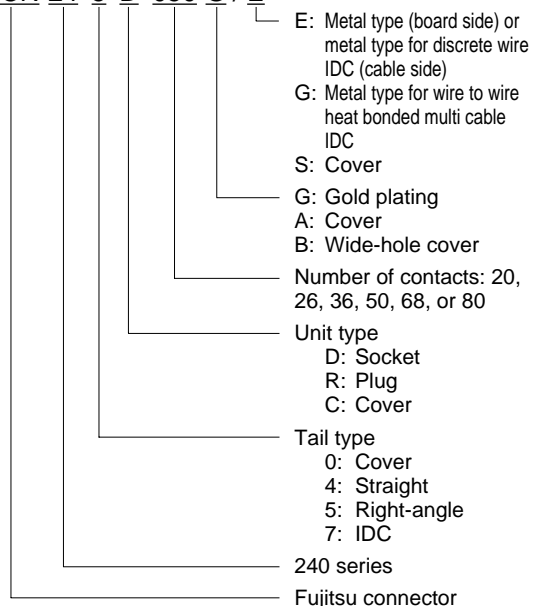 E: Metal type (board side) or
metal type for discrete wire
IDC (cable side)
G: Metal type for wire to wire
heat bonded multi cable
IDC
S: Cover
G: Gold plating
A: Cover
B: Wide-hole cover
Number of contacts: 20,
26, 36, 50, 68, or 80
Unit type
D: Socket
R: Plug
C: Cover
Tail type
0: Cover
4: Straight
5: Right-angle
7: IDC
240 series
Fujitsu connector